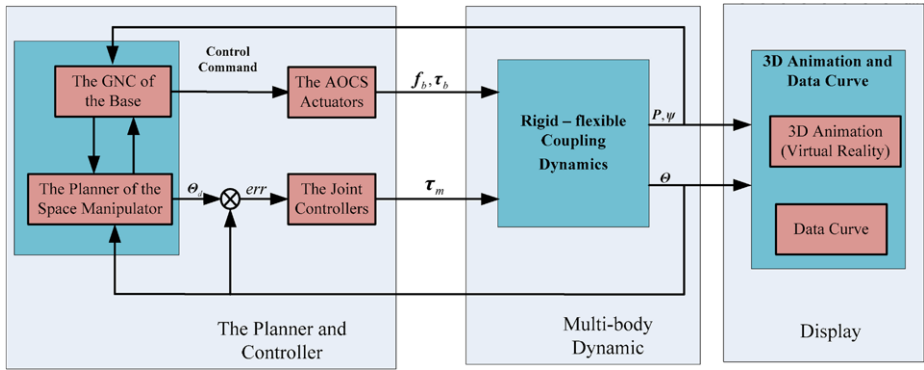 The GNC of
the Base
Control
Command
The AOCS
Actuators
f_b, τ_b
The Planner of the
Space Manipulator
Θ_d
err
The Joint
Controllers
τ_m
The Planner and
Controller
Rigid – flexible
Coupling
Dynamics
P, ψ
Θ
Multi-body
Dynamic
3D Animation and
Data Curve
3D Animation
(Virtual Reality)
Data Curve
Display